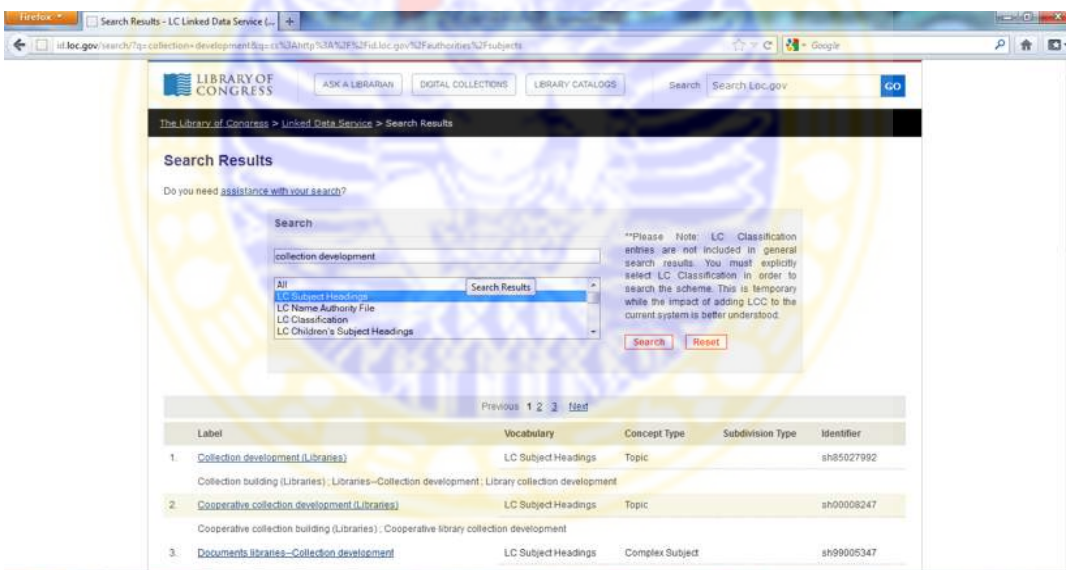 Firefox
Search Results - LC Linked Data Service (...
id.loc.gov/search/?q=collection+development&q=cs%3Ahttp%3A%2F%2Fid.loc.gov%2Fauthorities%2Fsubjects
Google
LIBRARY OF CONGRESS
ASK A LIBRARIAN
DIGITAL COLLECTIONS
LIBRARY CATALOGS
Search
Search Loc.gov
GO
The Library of Congress > Linked Data Service > Search Results
Search Results
Do you need assistance with your search?
Search
collection development
All
Search Results
LC Subject Headings
LC Name Authority File
LC Classification
LC Children's Subject Headings
**Please Note: LC Classification
entries are not included in general
search results. You must explicitly
select LC Classification in order to
search the scheme. This is temporary
while the impact of adding LCC to the
current system is better understood.
Search
Reset
Previous 1 2 3 Next
Label Vocabulary Concept Type Subdivision Type Identifier
1. Collection development (Libraries) LC Subject Headings Topic sh85027992
Collection building (Libraries) ; Libraries--Collection development ; Library collection development
2. Cooperative collection development (Libraries) LC Subject Headings Topic sh00008247
Cooperative collection building (Libraries) ; Cooperative library collection development
3. Documents libraries--Collection development LC Subject Headings Complex Subject sh99005347